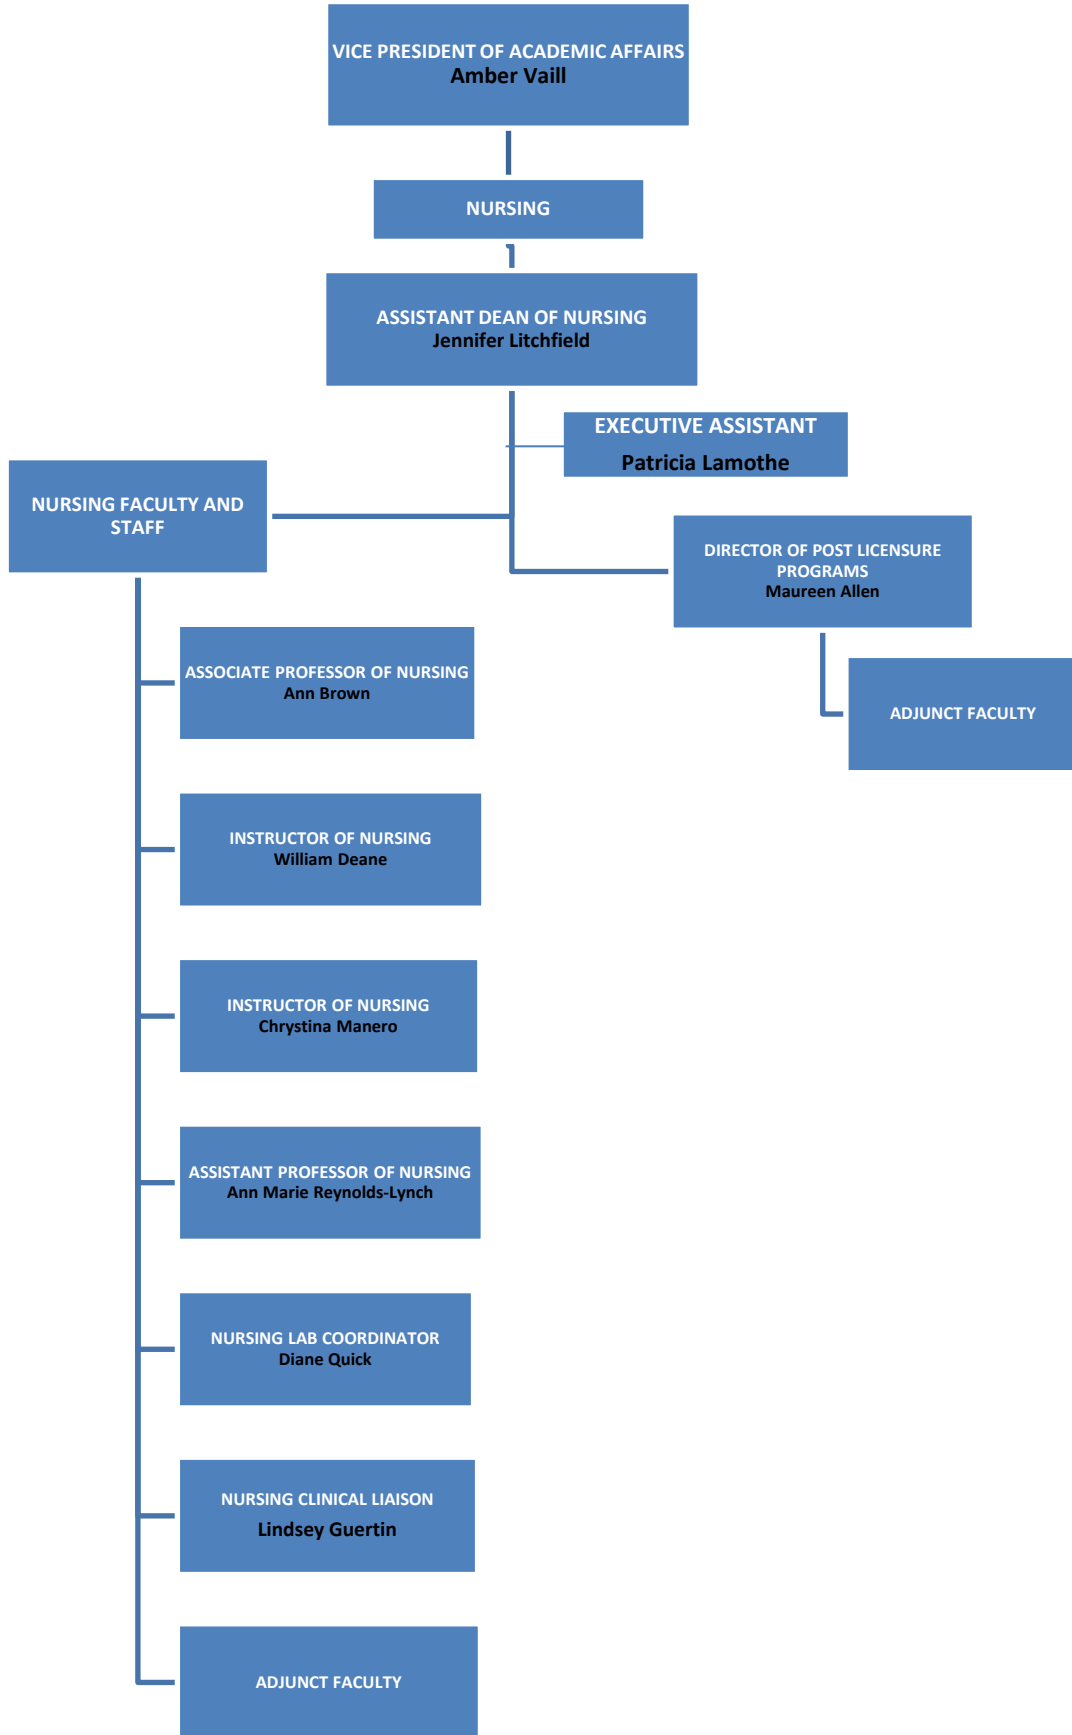 VICE PRESIDENT OF ACADEMIC AFFAIRS
Amber Vaill
NURSING
ASSISTANT DEAN OF NURSING
Jennifer Litchfield
EXECUTIVE ASSISTANT
Patricia Lamothe
NURSING FACULTY AND
STAFF
DIRECTOR OF POST LICENSURE
PROGRAMS
Maureen Allen
ADJUNCT FACULTY
ASSOCIATE PROFESSOR OF NURSING
Ann Brown
INSTRUCTOR OF NURSING
William Deane
INSTRUCTOR OF NURSING
Chrystina Manero
ASSISTANT PROFESSOR OF NURSING
Ann Marie Reynolds-Lynch
NURSING LAB COORDINATOR
Diane Quick
NURSING CLINICAL LIAISON
Lindsey Guertin
ADJUNCT FACULTY